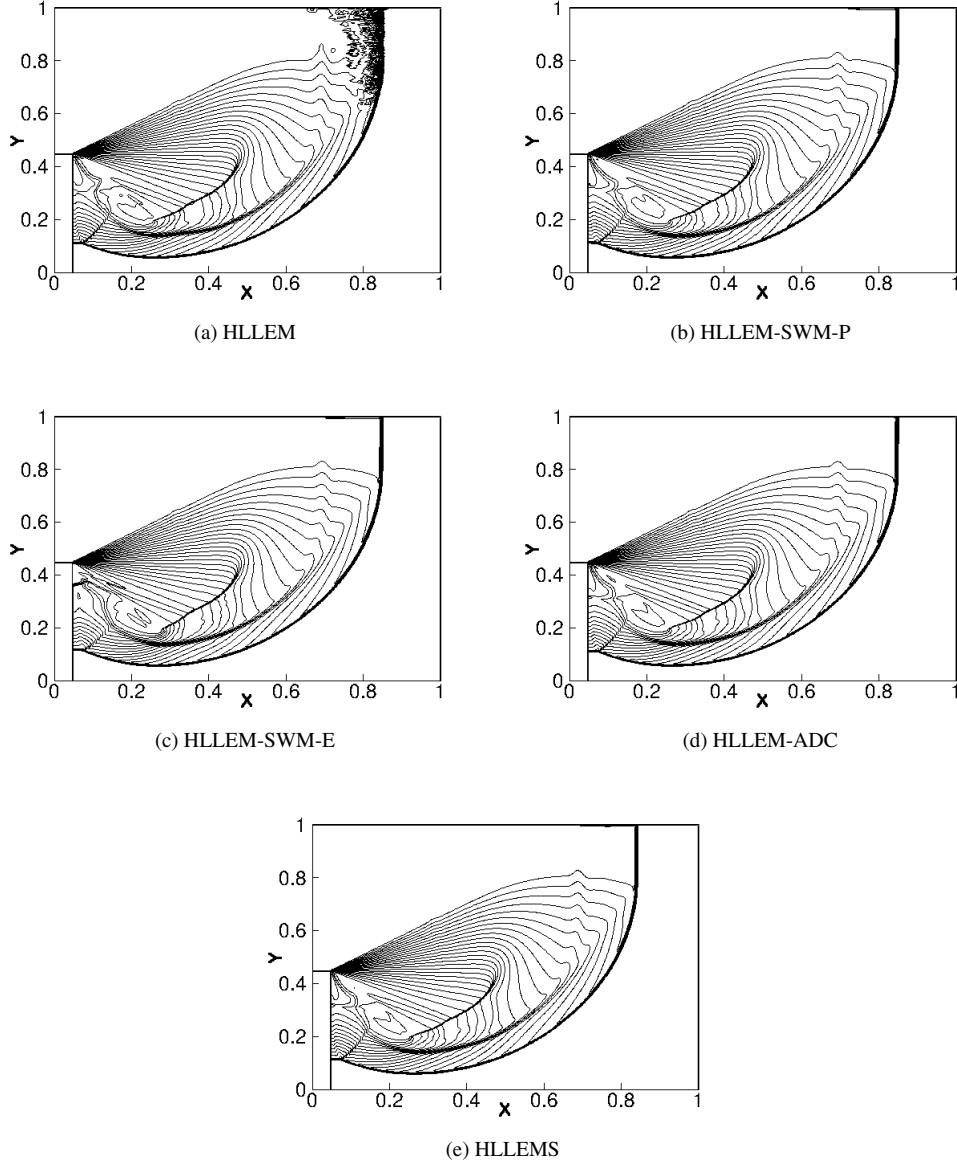 1
0.8
0.6
Y
0.4
0.2
0
0 0.2 0.4 0.6 0.8 1
X
(a) HLLEM
1
0.8
0.6
Y
0.4
0.2
0
0 0.2 0.4 0.6 0.8 1
X
(b) HLLEM-SWM-P
1
0.8
0.6
Y
0.4
0.2
0
0 0.2 0.4 0.6 0.8 1
X
(c) HLLEM-SWM-E
1
0.8
0.6
Y
0.4
0.2
0
0 0.2 0.4 0.6 0.8 1
X
(d) HLLEM-ADC
1
0.8
0.6
Y
0.4
0.2
0
0 0.2 0.4 0.6 0.8 1
X
(e) HLLEMS